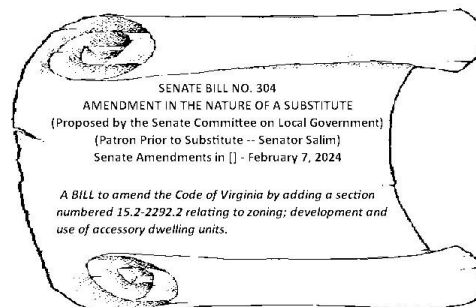 SENATE BILL NO. 304
AMENDMENT IN THE NATURE OF A SUBSTITUTE
(Proposed by the Senate Committee on Local Government)
(Patron Prior to Substitute -- Senator Salim)
Senate Amendments in [] - February 7, 2024
A BILL to amend the Code of Virginia by adding a section
numbered 15.2-2292.2 relating to zoning; development and
use of accessory dwelling units.